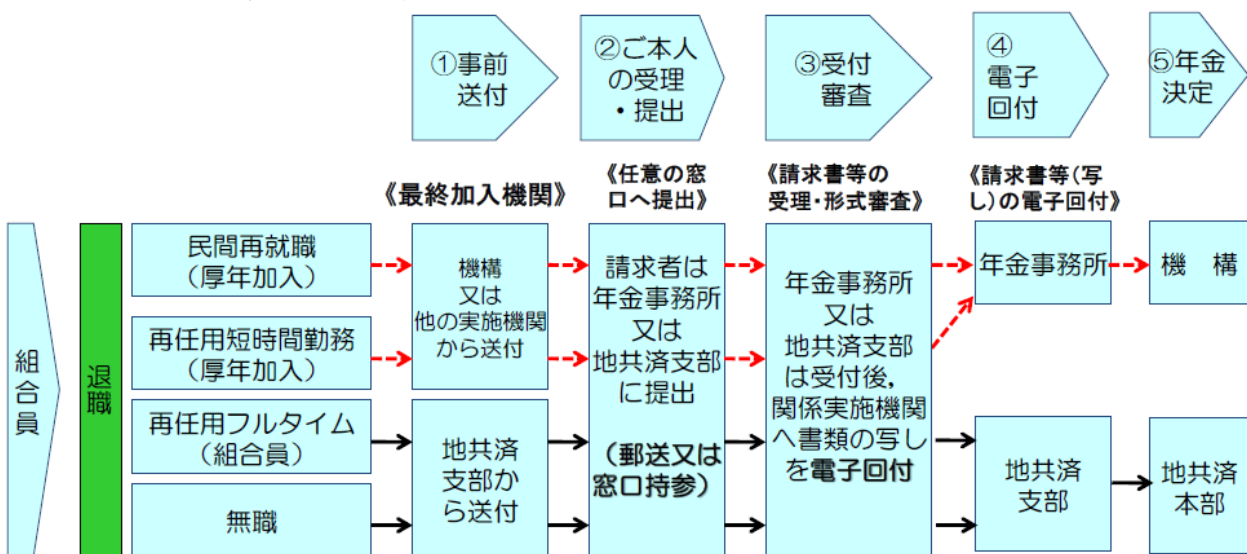 ①事前
送付
②ご本人
の受理
・提出
③受付
審査
④
電子
回付
⑤年金
決定
《最終加入機関》
《任意の窓
口へ提出》
《請求書等の
受理・形式審査》
《請求書等(写
し)の電子回付》
組合員
退職
民間再就職
(厚年加入)
再任用短時間勤務
(厚年加入)
再任用フルタイム
(組合員)
無職
機構
又は
他の実施機関
から送付
地共済
支部か
ら送付
請求者は
年金事務所
又は
地共済支部
に提出
(郵送又は
窓口持参)
年金事務所
又は
地共済支部
は受付後,
関係実施機関
へ書類の写し
を電子回付
年金事務所
地共済
支部
機 構
地共済
本部